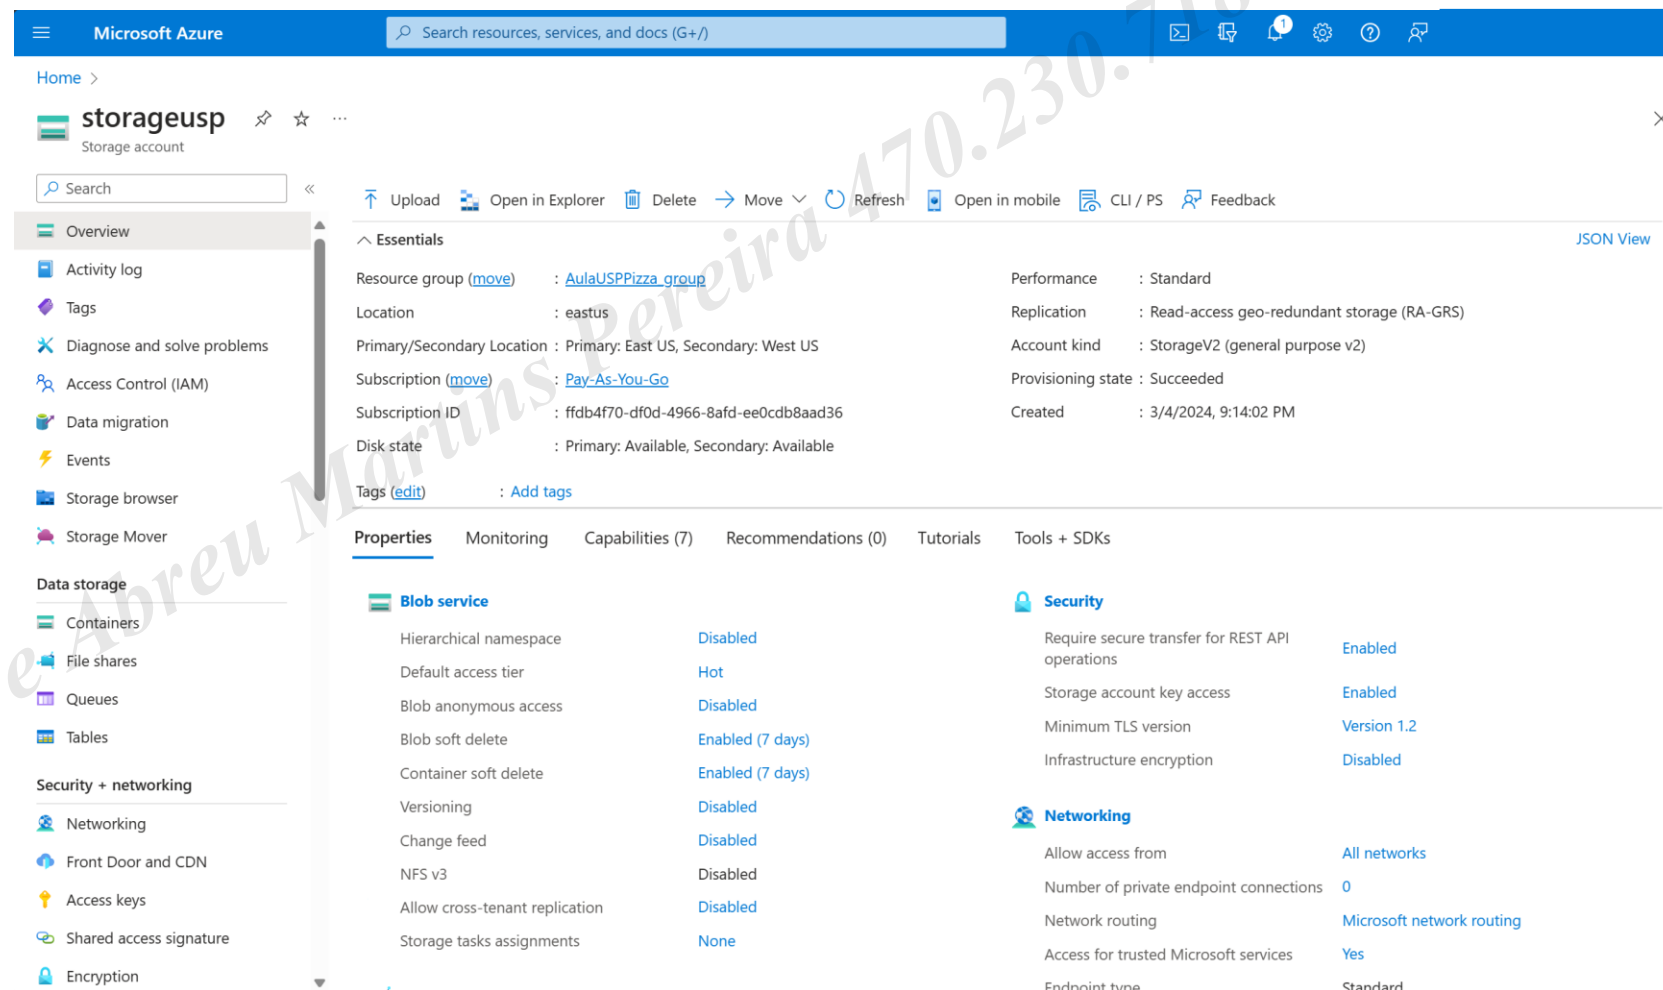 Microsoft Azure
Search resources, services, and docs (G+/)
1
Home >
storageusp
Storage account
Search
«
Upload
Open in Explorer
Delete
Move
Refresh
Open in mobile
CLI / PS
Feedback
Overview
Activity log
Tags
Diagnose and solve problems
Access Control (IAM)
Data migration
Events
Storage browser
Storage Mover
Data storage
Containers
File shares
Queues
Tables
Security + networking
Networking
Front Door and CDN
Access keys
Shared access signature
Encryption
Essentials
JSON View
Resource group (move) : AulaUSPPizza_group
Location : eastus
Primary/Secondary Location : Primary: East US, Secondary: West US
Subscription (move) : Pay-As-You-Go
Subscription ID : ffdb4f70-df0d-4966-8afd-ee0cdb8aad36
Disk state : Primary: Available, Secondary: Available
Tags (edit) : Add tags
Performance : Standard
Replication : Read-access geo-redundant storage (RA-GRS)
Account kind : StorageV2 (general purpose v2)
Provisioning state : Succeeded
Created : 3/4/2024, 9:14:02 PM
Properties
Monitoring
Capabilities (7)
Recommendations (0)
Tutorials
Tools + SDKs
Blob service
Hierarchical namespace Disabled
Default access tier Hot
Blob anonymous access Disabled
Blob soft delete Enabled (7 days)
Container soft delete Enabled (7 days)
Versioning Disabled
Change feed Disabled
NFS v3 Disabled
Allow cross-tenant replication Disabled
Storage tasks assignments None
Security
Require secure transfer for REST API
operations Enabled
Storage account key access Enabled
Minimum TLS version Version 1.2
Infrastructure encryption Disabled
Networking
Allow access from All networks
Number of private endpoint connections 0
Network routing Microsoft network routing
Access for trusted Microsoft services Yes
Endpoint type Standard
e Abreu Martins Pereira 470.230.718